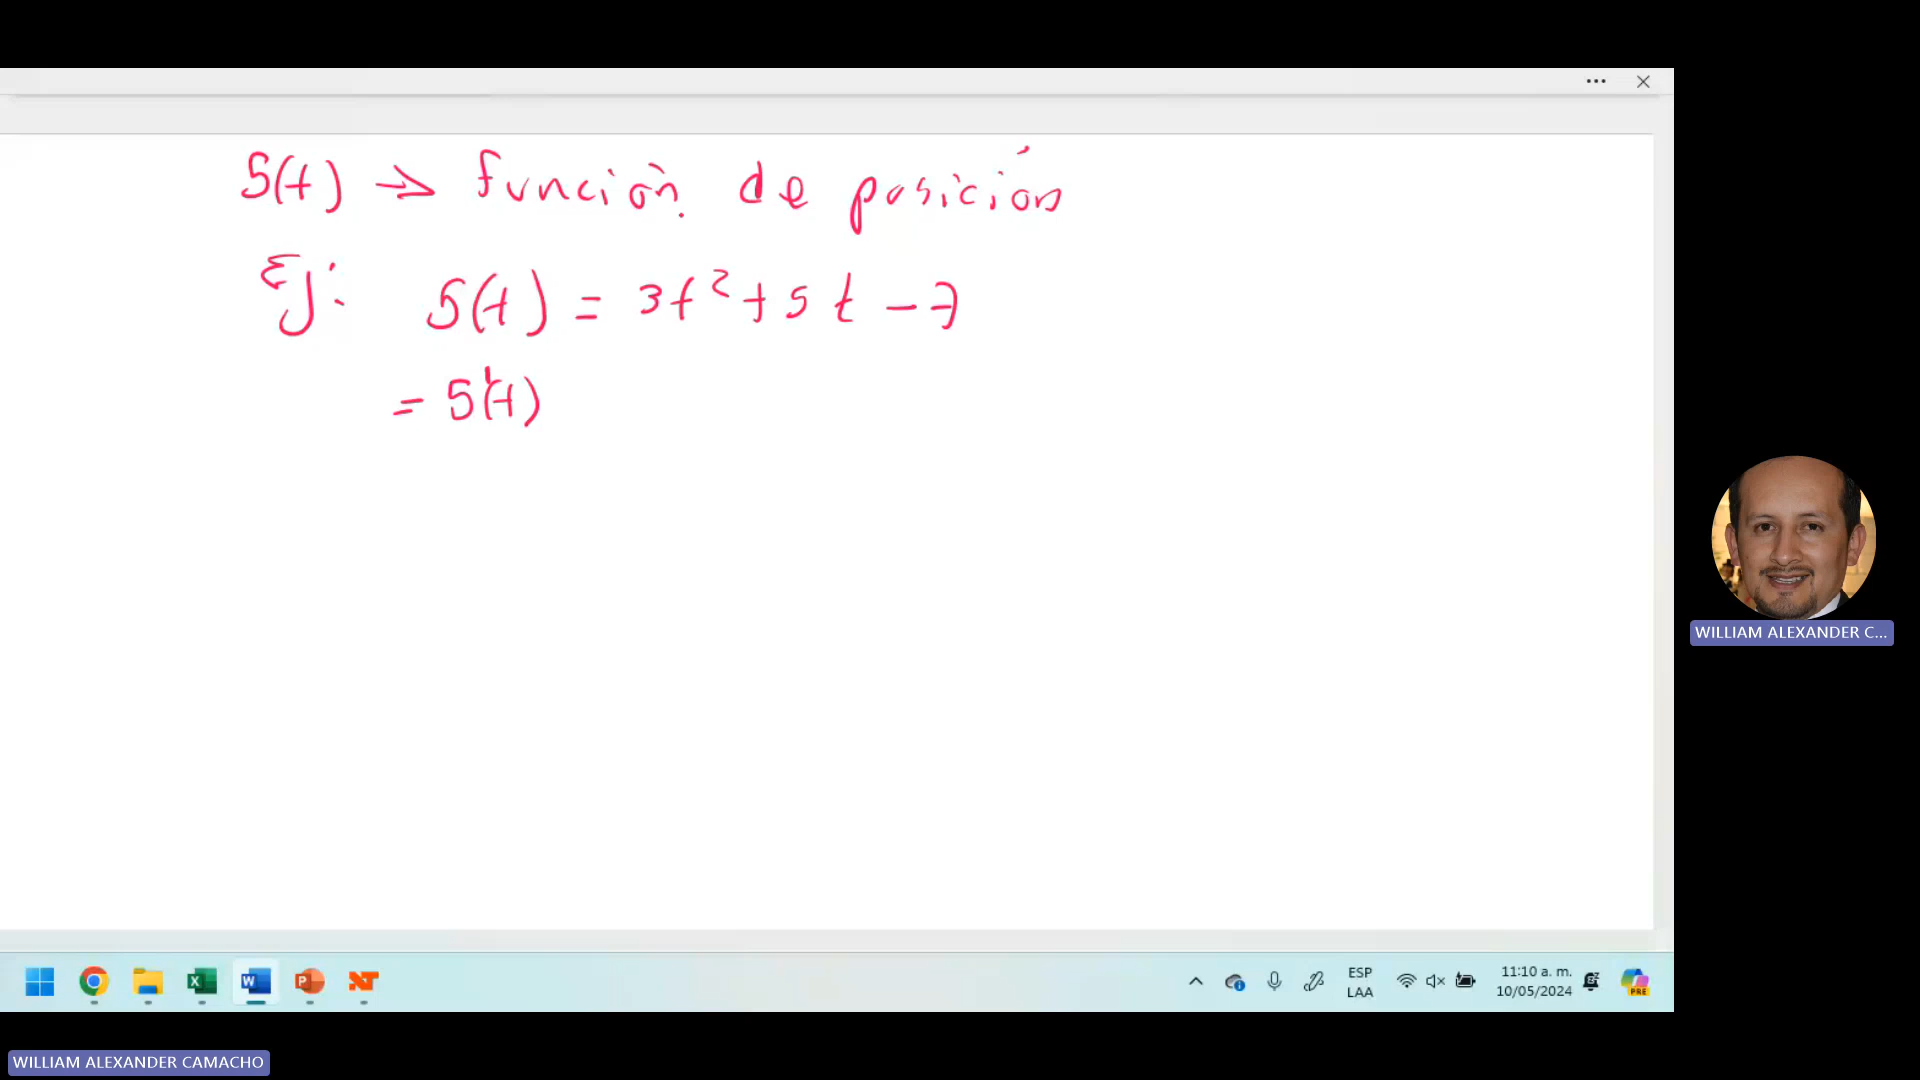 S(t) → función de posición
Ej: S(t) = 3t² + 5t - 7
= S'(t)
WILLIAM ALEXANDER C...
ESP
LAA
11:10 a. m.
10/05/2024
PRE
WILLIAM ALEXANDER CAMACHO